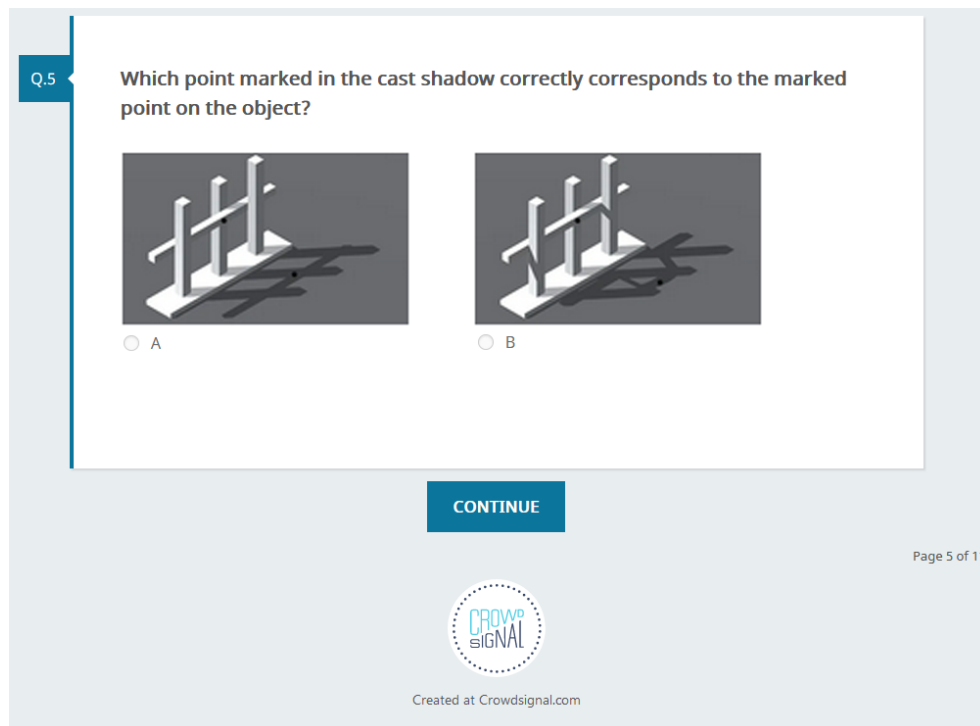 Q.5
Which point marked in the cast shadow correctly corresponds to the marked
point on the object?
A
B
CONTINUE
Page 5 of 1
CROWD
SIGNAL
Created at Crowdsignal.com